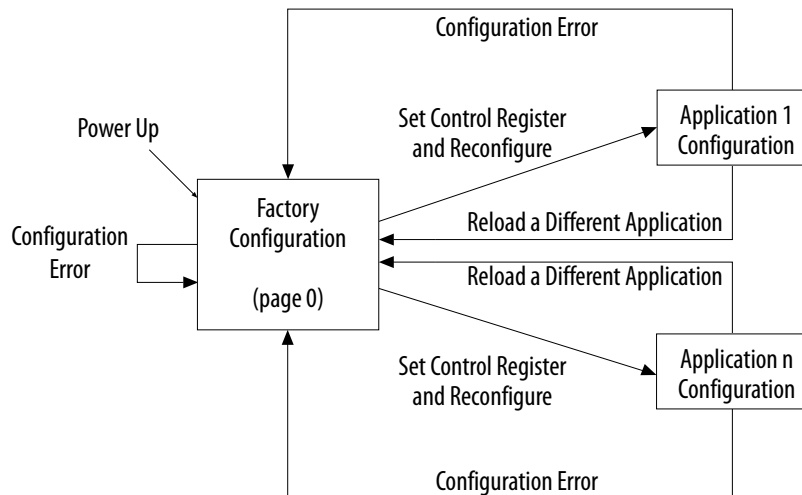 Configuration Error
Set Control Register
and Reconfigure
Application 1
Configuration
Power Up
Factory
Configuration
(page 0)
Configuration
Error
Reload a Different Application
Reload a Different Application
Set Control Register
and Reconfigure
Application n
Configuration
Configuration Error